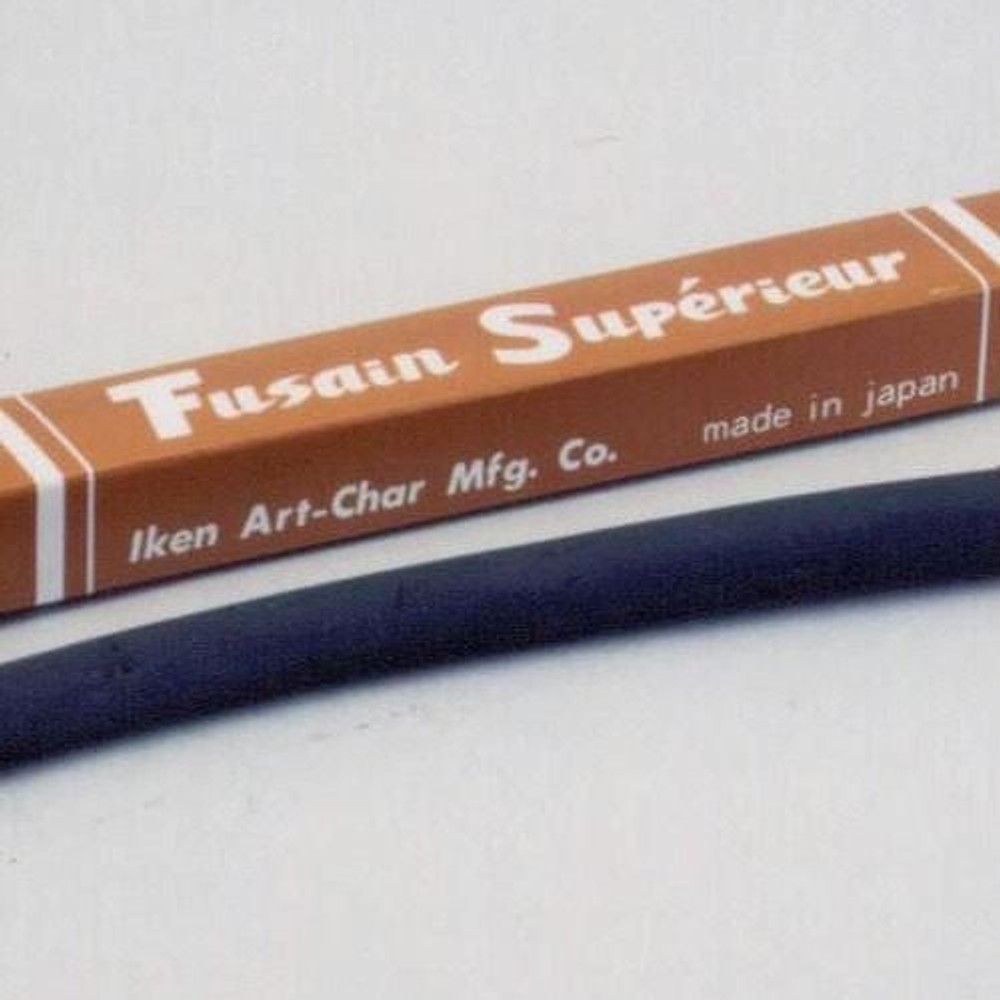 Fusain Supérieur
Iken Art-Char Mfg. Co. made in japan